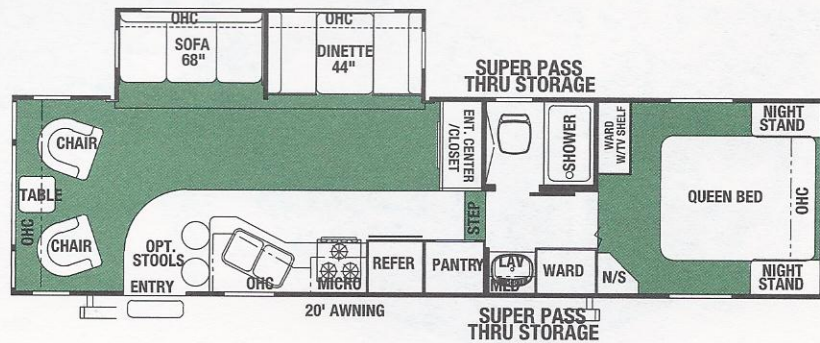 OHC
SOFA
68"
OHC
DINETTE
44"
SUPER PASS
THRU STORAGE
CHAIR
TABLE
OHC
CHAIR
ENT. CENTER
/CLOSET
SHOWER
WARD
W/TV SHELF
NIGHT
STAND
QUEEN BED
OHC
NIGHT
STAND
STEP
OPT.
STOOLS
ENTRY
OHC
MICRO
REFER
PANTRY
LAV
MED
WARD
N/S
20' AWNING
SUPER PASS
THRU STORAGE